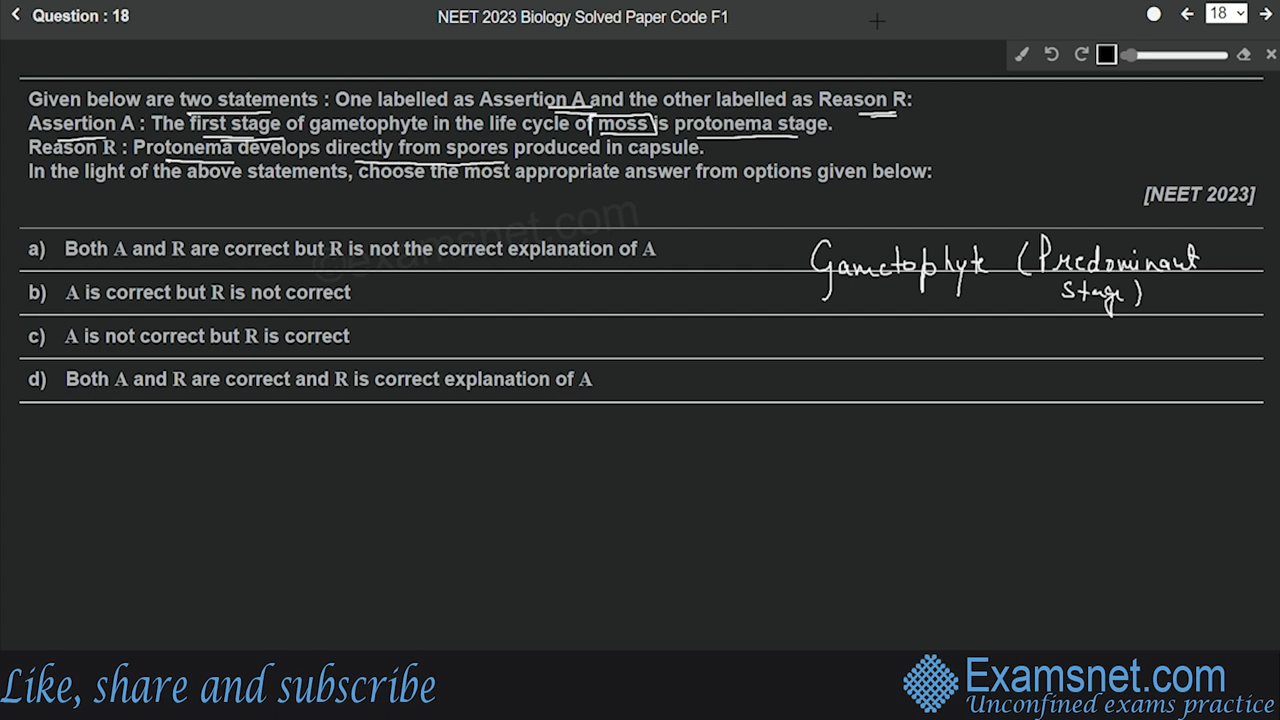 Question : 18
NEET 2023 Biology Solved Paper Code F1
18
Given below are two statements : One labelled as Assertion A and the other labelled as Reason R:
Assertion A : The first stage of gametophyte in the life cycle of moss is protonema stage.
Reason R : Protonema develops directly from spores produced in capsule.
In the light of the above statements, choose the most appropriate answer from options given below:
[NEET 2023]
©examsnet.com
a) Both A and R are correct but R is not the correct explanation of A
b) A is correct but R is not correct
c) A is not correct but R is correct
d) Both A and R are correct and R is correct explanation of A
Gametophyte (Predominant
Stage)
Like, share and subscribe
Examsnet.com
Unconfined exams practice